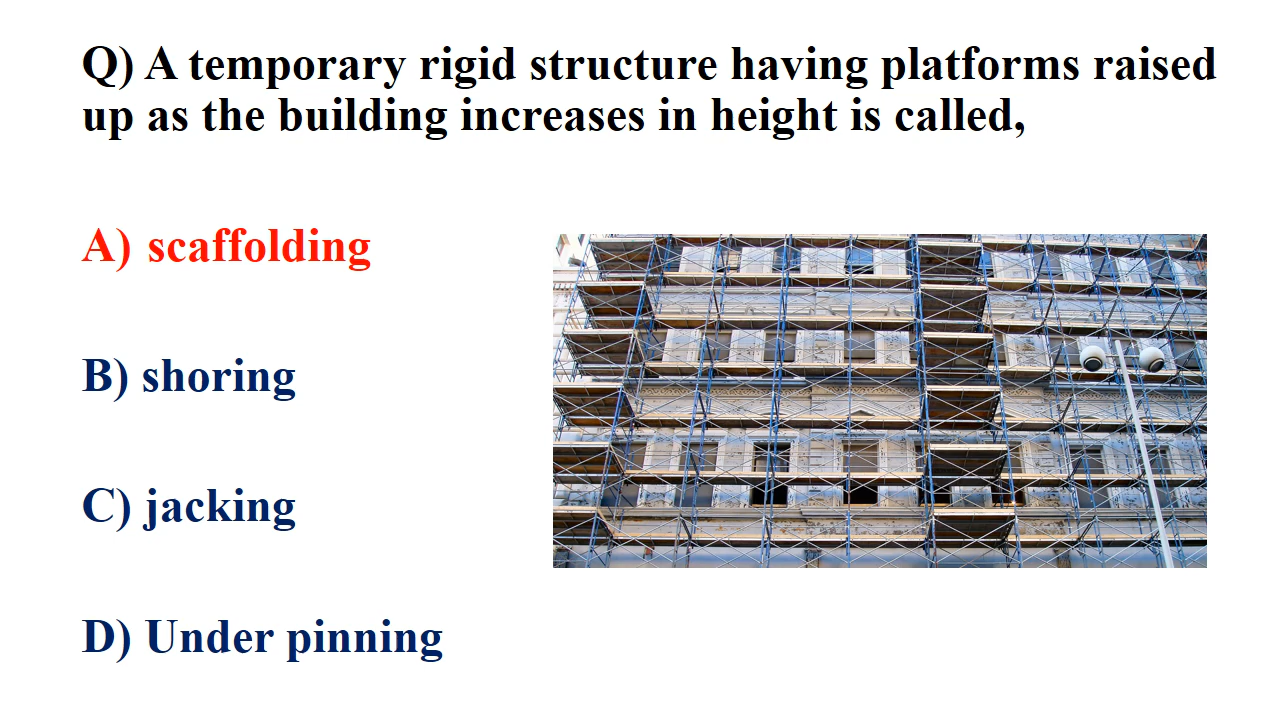 Q) A temporary rigid structure having platforms raised
up as the building increases in height is called,
A) scaffolding
B) shoring
C) jacking
D) Under pinning